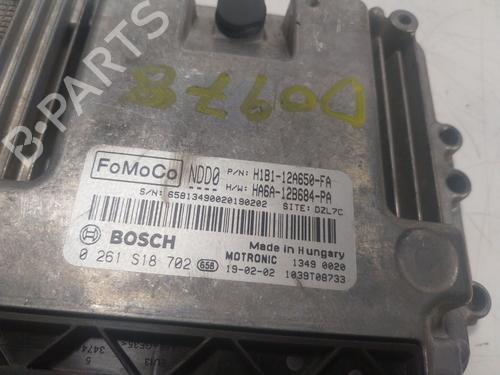 B-PARTS
D0978
FoMoCo NDD0 P/N: H1B1-12A650-FA
H/W: HA6A-12B684-PA
S/N: 65813490020190202 SITE: DZL7C
BOSCH Made in Hungary
MOTRONIC 1349 0020
0 261 S18 702 658 19-02-02 1039T08733